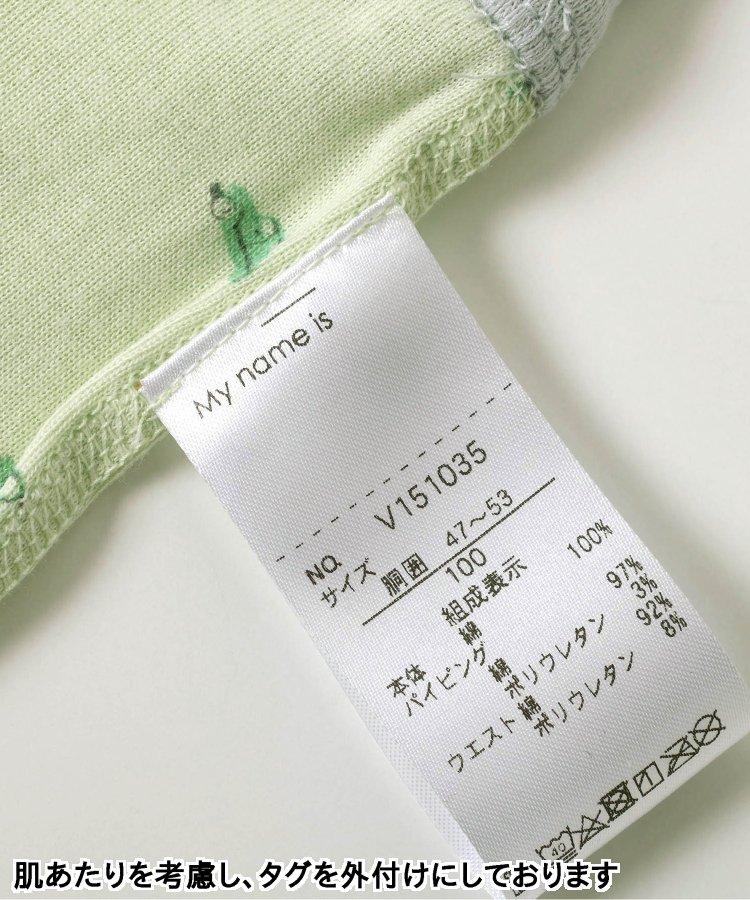 My name is
NO. V151035
サイズ 胴囲 47～53
100
組成表示
本体 綿 100%
パイピング 綿 97%
ポリウレタン 3%
ウエスト 綿 92%
ポリウレタン 8%
40
肌あたりを考慮し、タグを外付けにしております